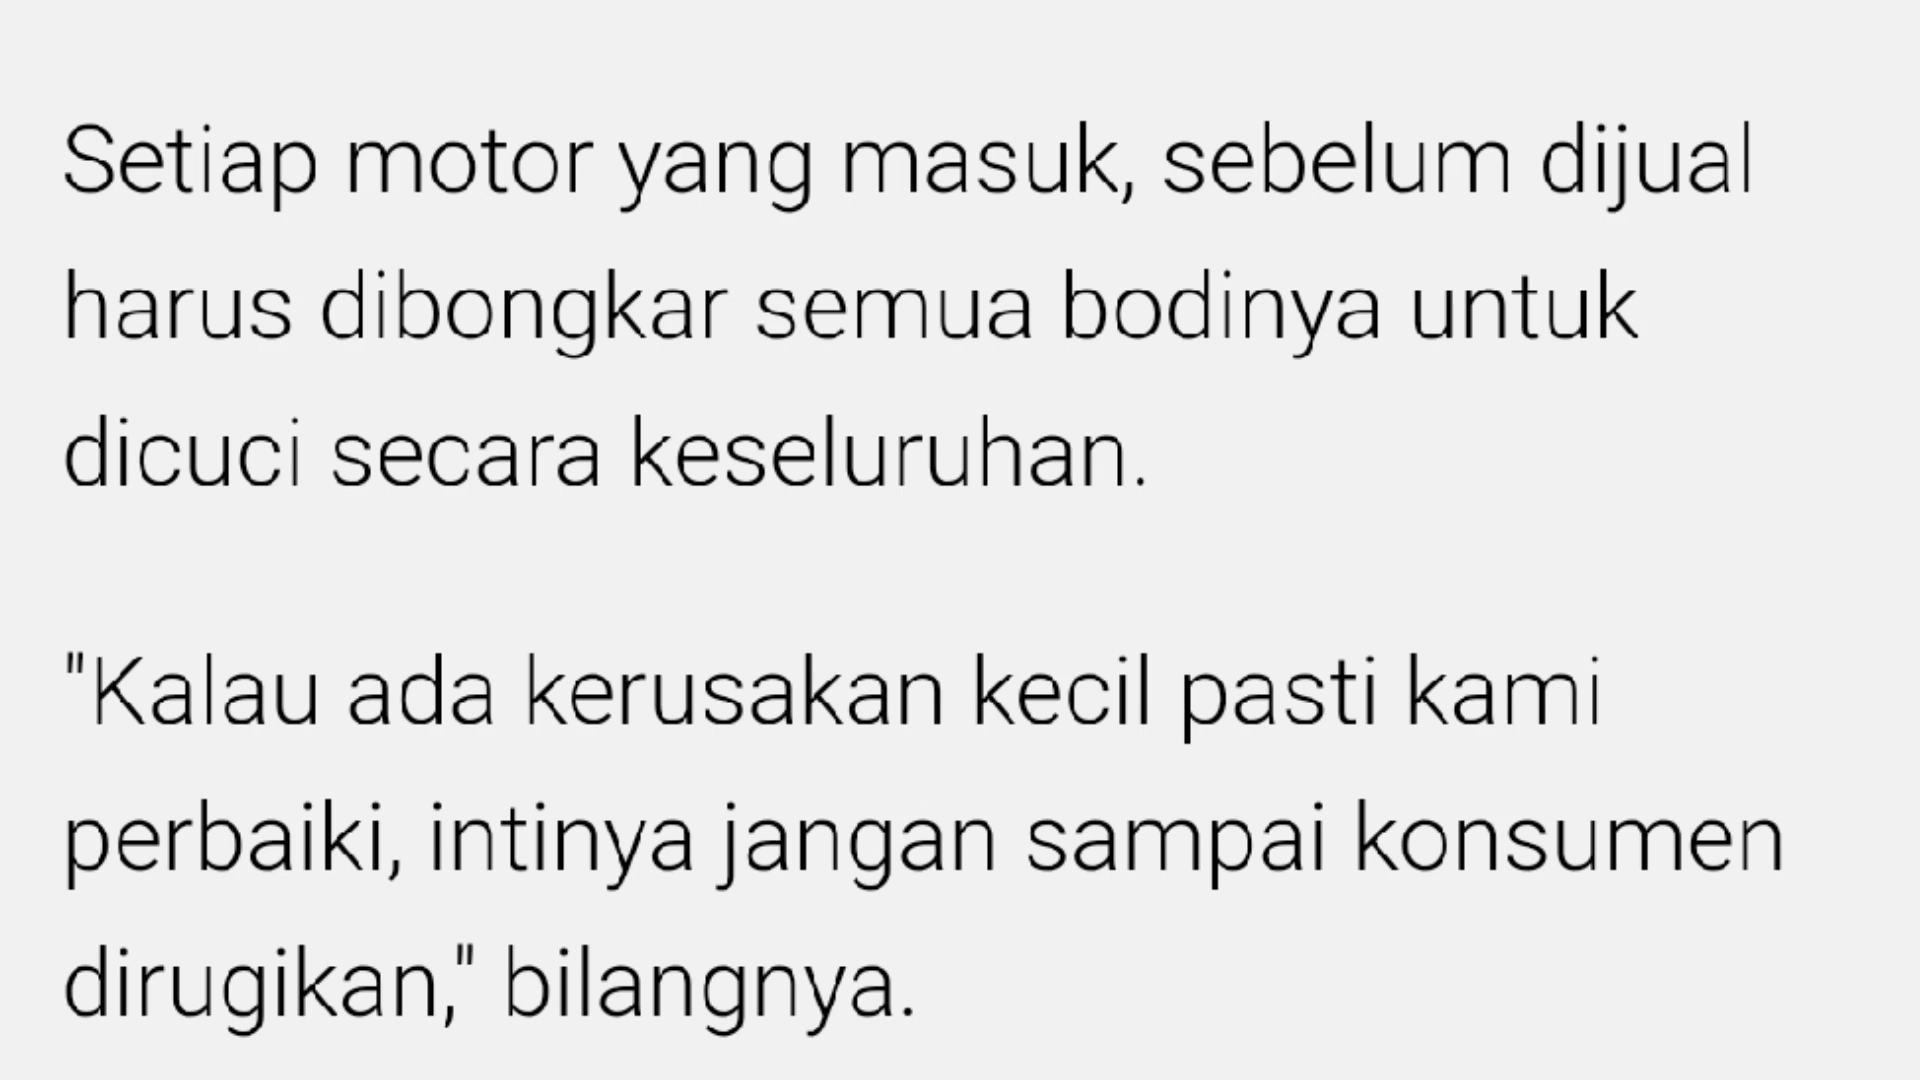 Setiap motor yang masuk, sebelum dijual
harus dibongkar semua bodinya untuk
dicuci secara keseluruhan.
"Kalau ada kerusakan kecil pasti kami
perbaiki, intinya jangan sampai konsumen
dirugikan," bilangnya.